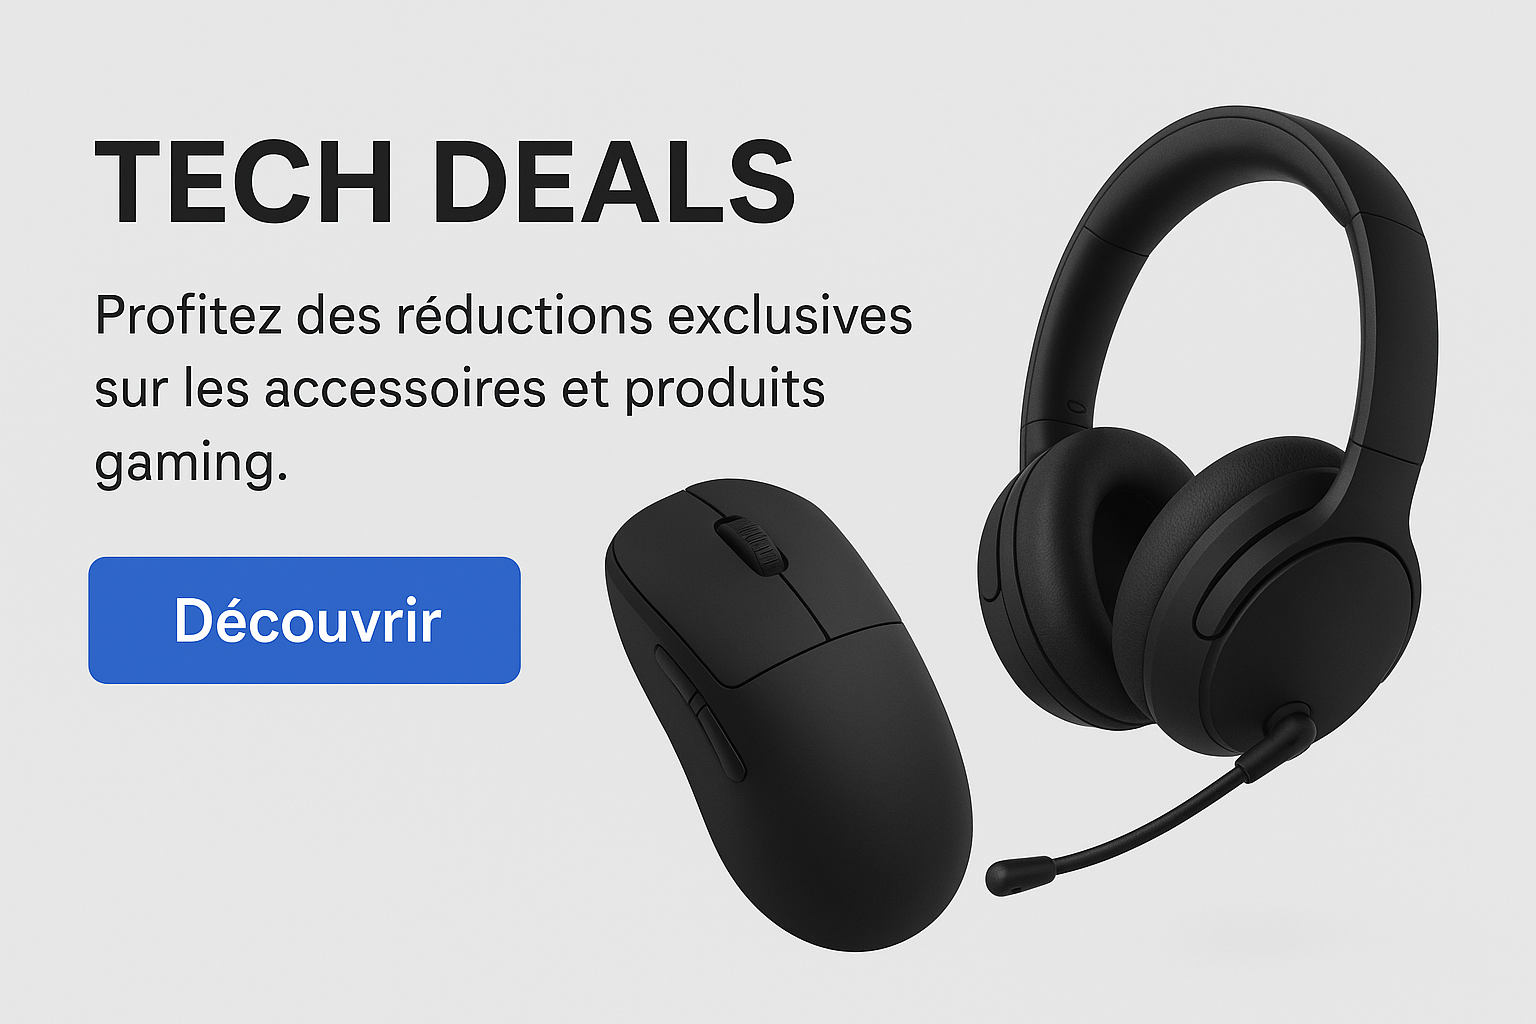 TECH DEALS
Profitez des réductions exclusives
sur les accessoires et produits
gaming.
Découvrir